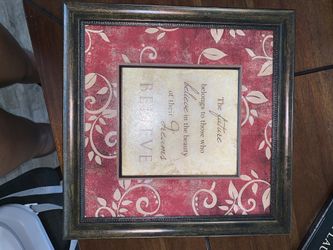 The future
belongs to those who
believe in the beauty
of their dreams
BELIEVE